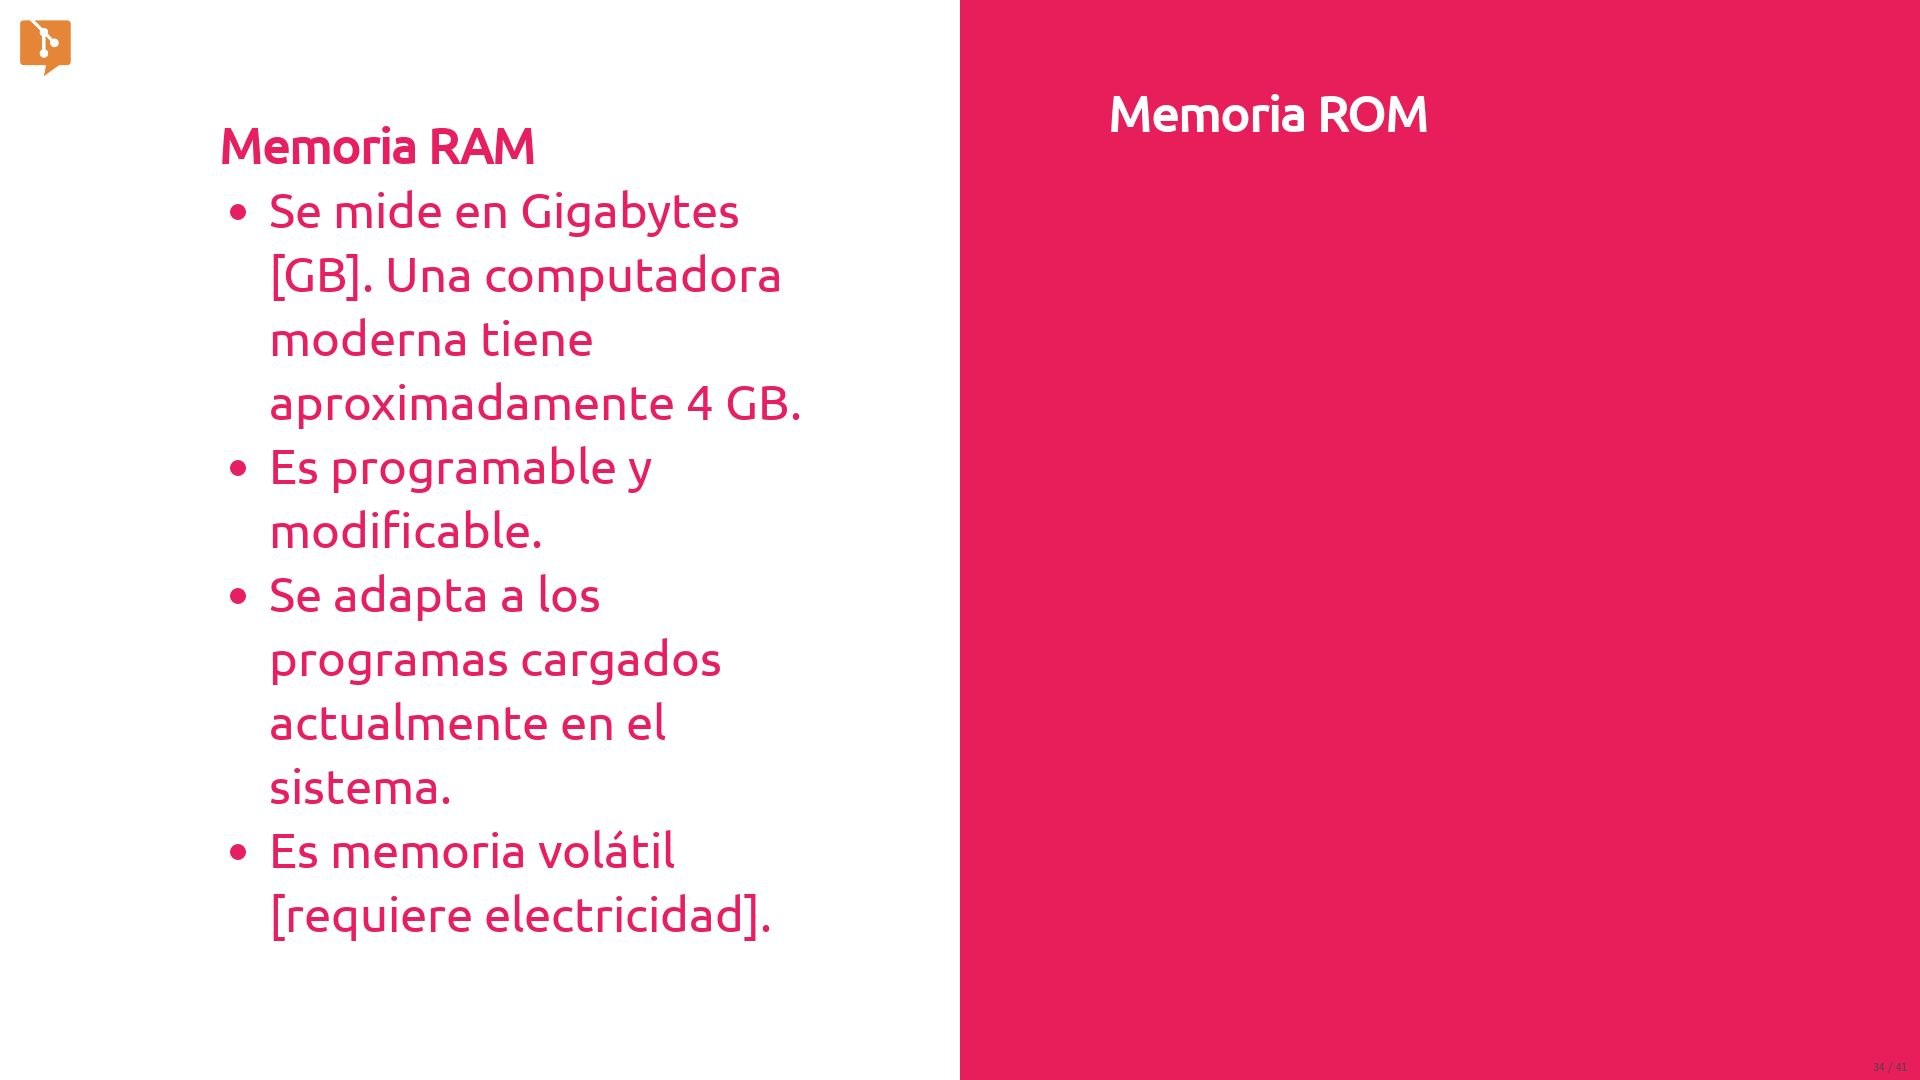 Memoria RAM
Se mide en Gigabytes
[GB]. Una computadora
moderna tiene
aproximadamente 4 GB.
Es programable y
modificable.
Se adapta a los
programas cargados
actualmente en el
sistema.
Es memoria volátil
[requiere electricidad].
Memoria ROM
34 / 41